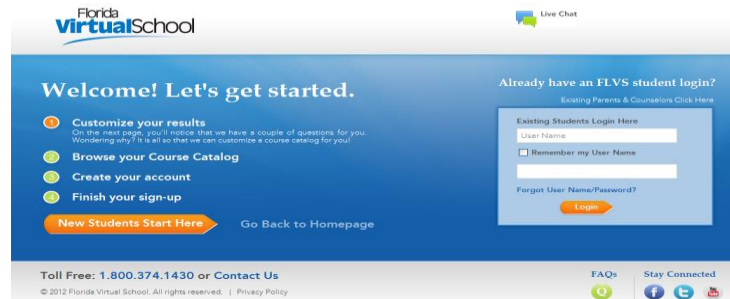 Florida
VirtualSchool
Live Chat
Welcome! Let's get started.
1 Customize your results
On the next page, you'll notice that we have a couple of questions for you.
Wondering why? It is all so that we can customize a course catalog for you!
2 Browse your Course Catalog
3 Create your account
4 Finish your sign-up
New Students Start Here
Go Back to Homepage
Already have an FLVS student login?
Existing Parents & Counselors Click Here
Existing Students Login Here
User Name
Remember my User Name
Forgot User Name/Password?
Login
Toll Free: 1.800.374.1430 or Contact Us
© 2012 Florida Virtual School. All rights reserved. | Privacy Policy
FAQs
Q
Stay Connected